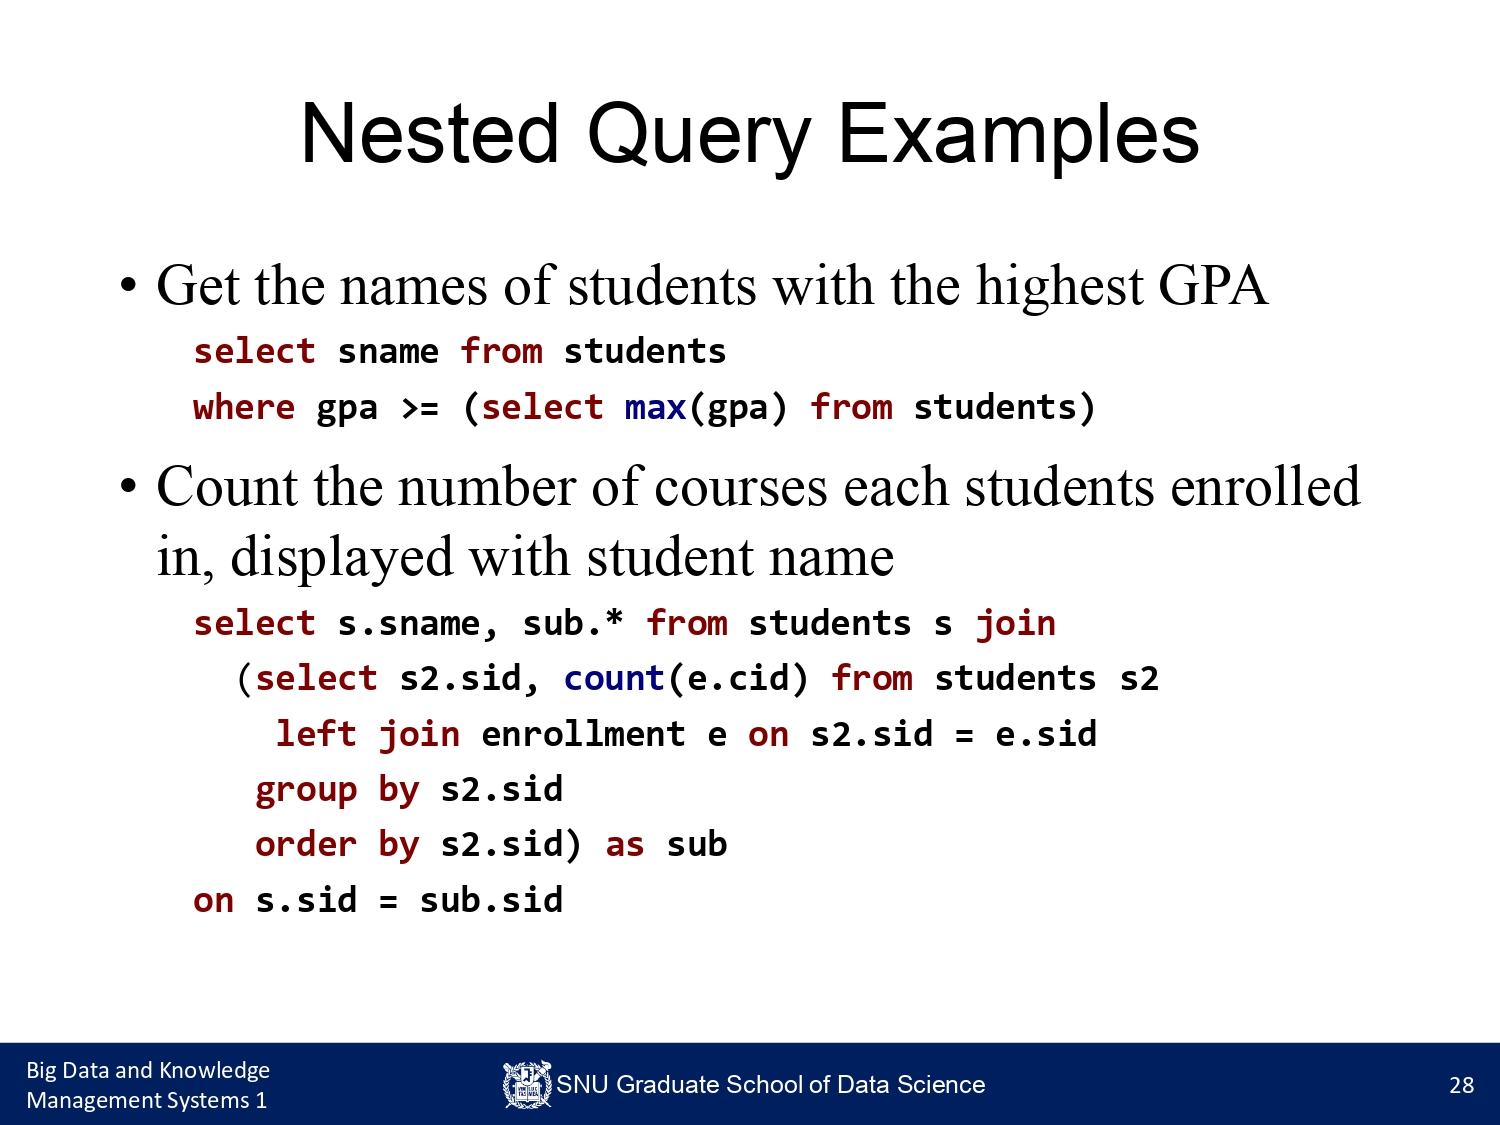 Nested Query Examples
• Get the names of students with the highest GPA
select sname from students
where gpa >= (select max(gpa) from students)
• Count the number of courses each students enrolled
in, displayed with student name
select s.sname, sub.* from students s join
(select s2.sid, count(e.cid) from students s2
left join enrollment e on s2.sid = e.sid
group by s2.sid
order by s2.sid) as sub
on s.sid = sub.sid
Big Data and Knowledge
Management Systems 1
SNU Graduate School of Data Science
28